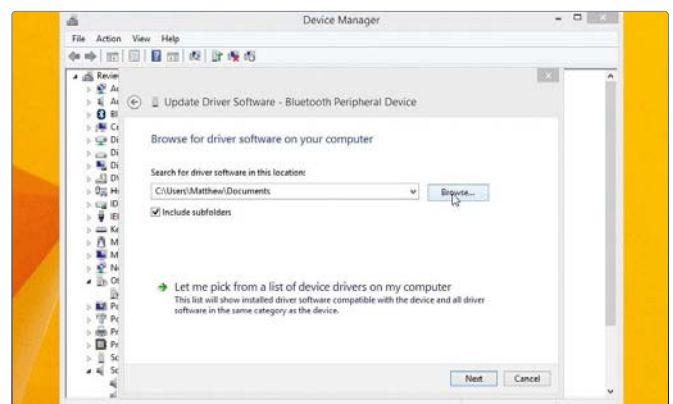 Device Manager
File Action View Help
Update Driver Software - Bluetooth Peripheral Device
Browse for driver software on your computer
Search for driver software in this location:
C:\Users\Matthew\Documents
Browse...
Include subfolders
Let me pick from a list of device drivers on my computer
This list will show installed driver software compatible with the device and all driver
software in the same category as the device.
Next Cancel